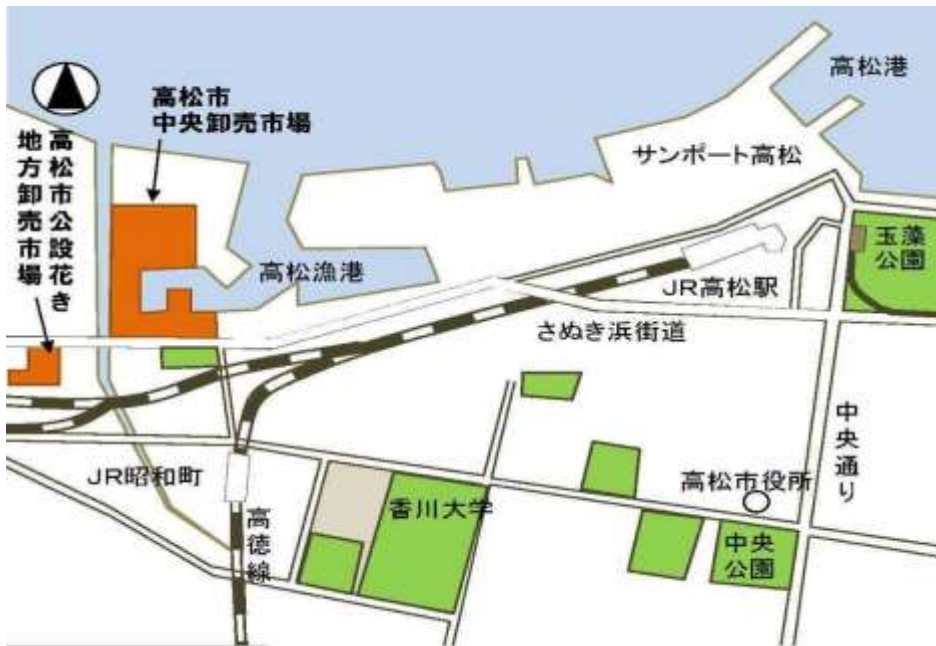 高松港
高松市
中央卸売市場
高松市公設花き
地方卸売市場
サンポート高松
玉藻
公園
高松漁港
JR高松駅
さぬき浜街道
中央通り
JR昭和町
高松市役所
香川大学
高徳線
中央
公園